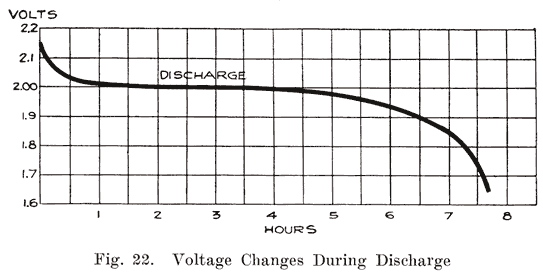 VOLTS
2.2
2.1
2.00
1.9
1.8
1.7
1.6
DISCHARGE
1 2 3 4 5 6 7 8
HOURS
Fig. 22. Voltage Changes During Discharge